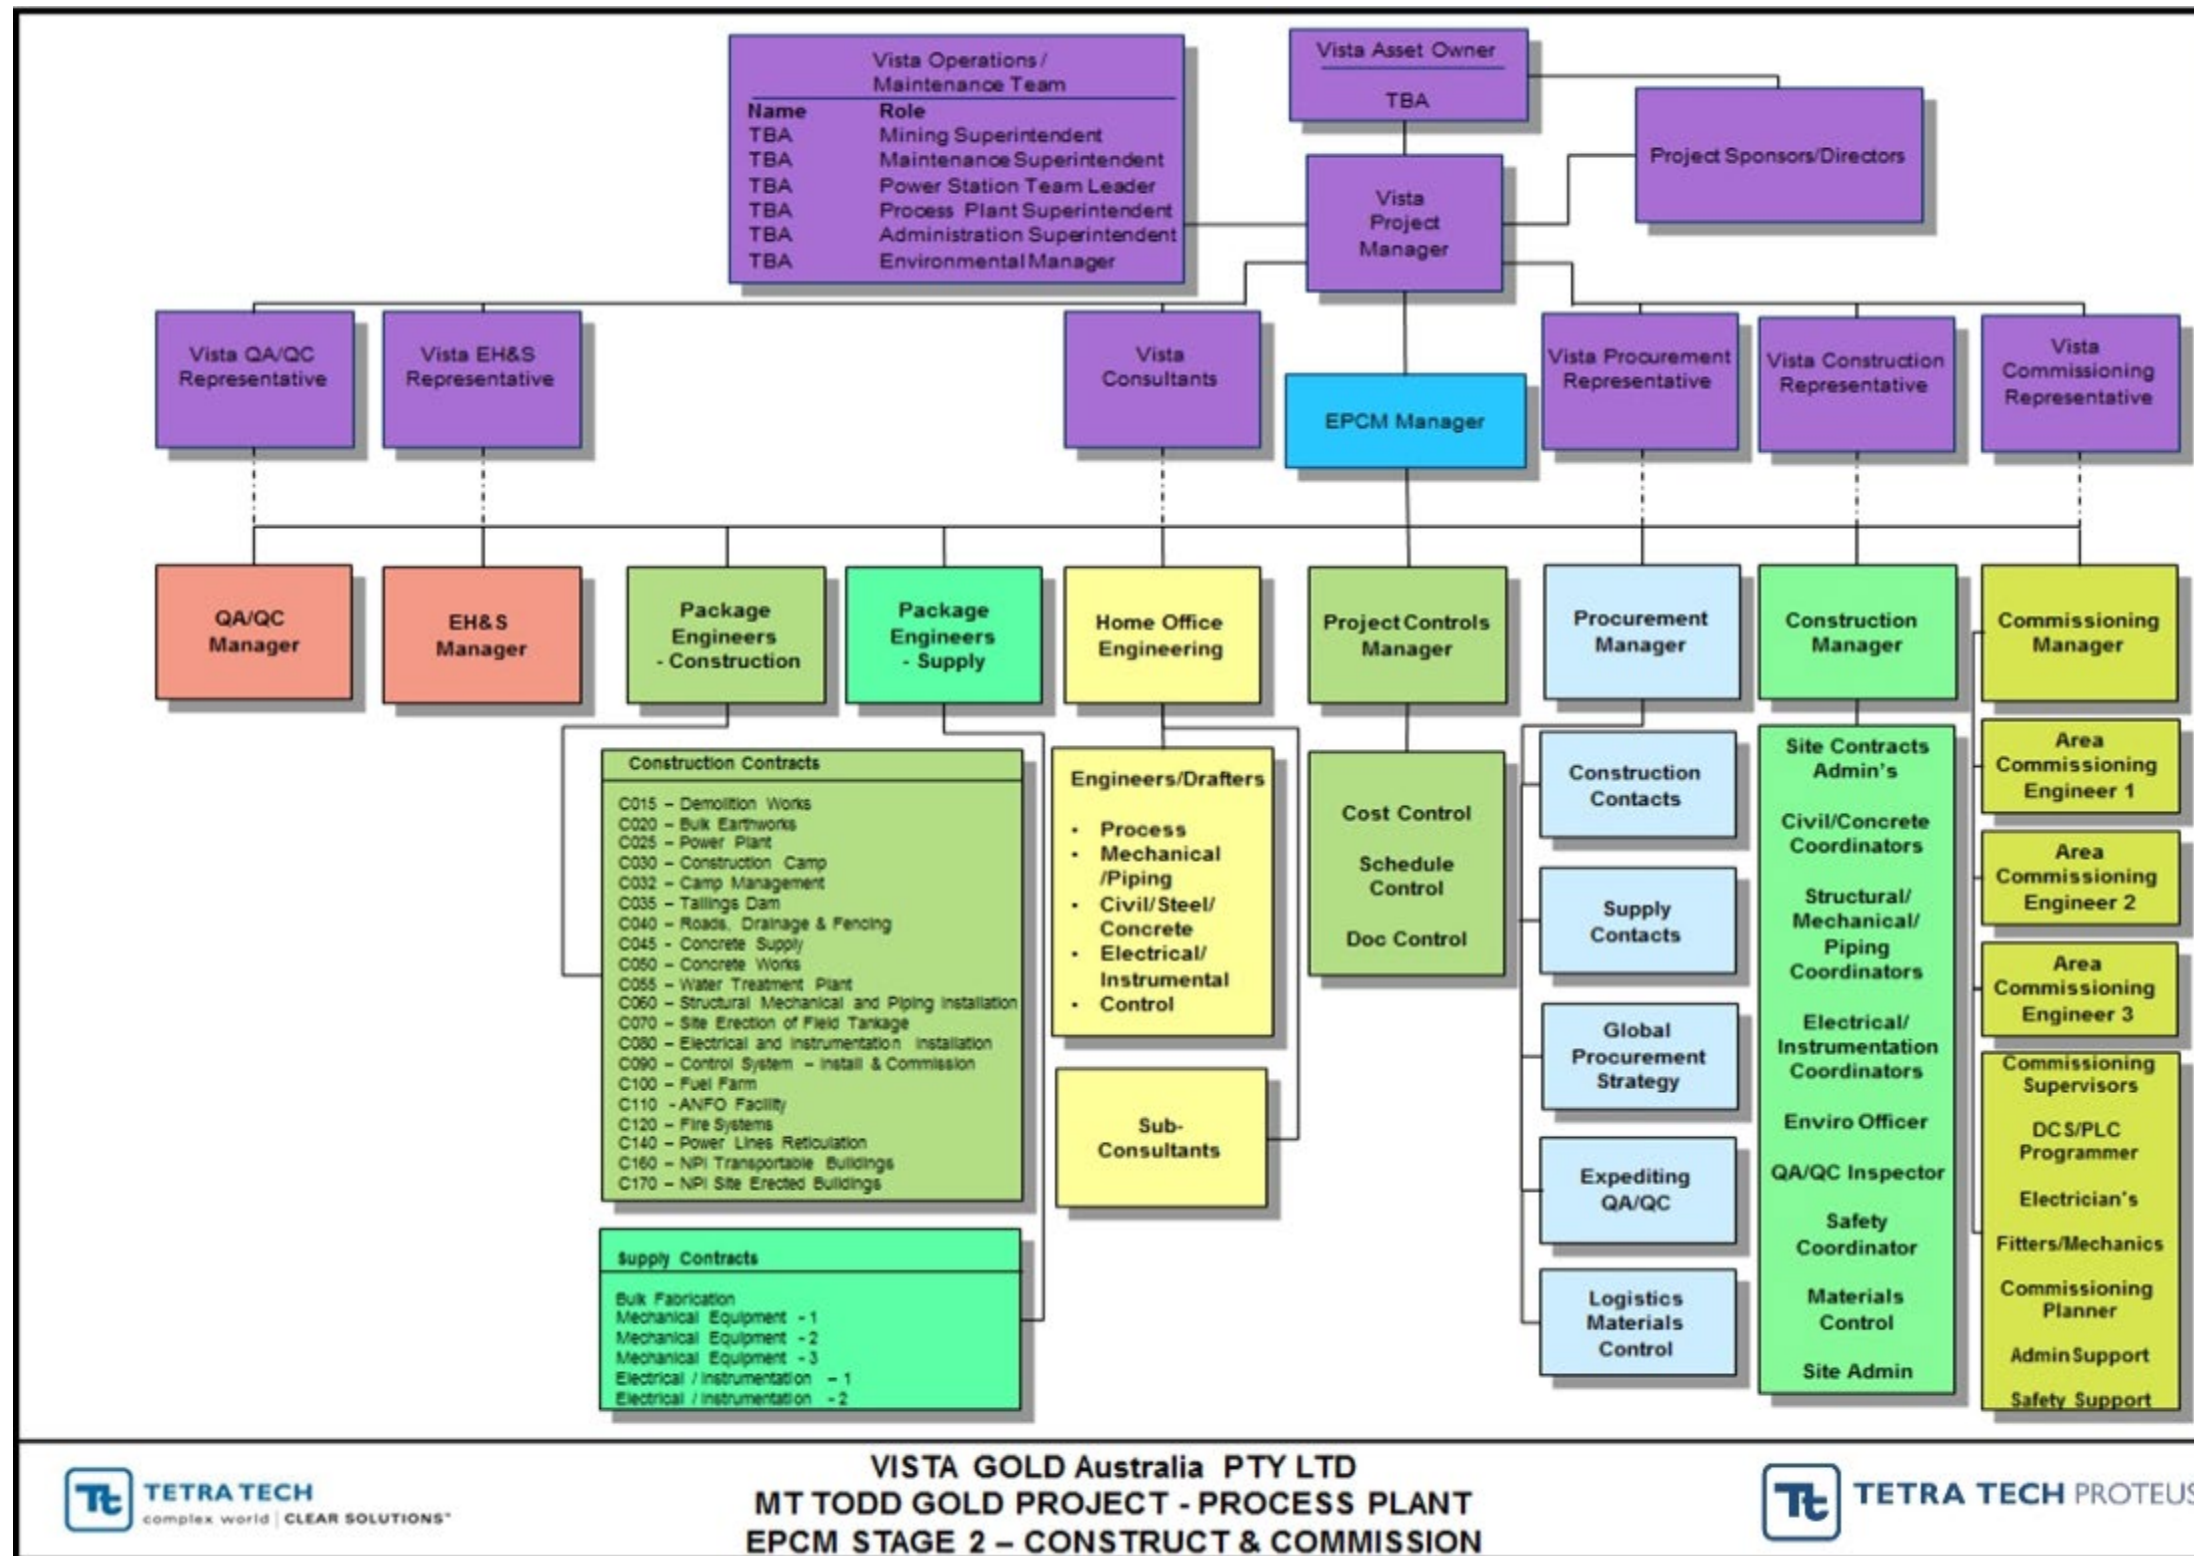 Vista Operations /
Maintenance Team
Name Role
TBA Mining Superintendent
TBA Maintenance Superintendent
TBA Power Station Team Leader
TBA Process Plant Superintendent
TBA Administration Superintendent
TBA Environmental Manager
Vista Asset Owner
TBA
Project Sponsors/Directors
Vista
Project
Manager
Vista QA/QC
Representative
Vista EH&S
Representative
Vista
Consultants
EPCM Manager
Vista Procurement
Representative
Vista Construction
Representative
Vista
Commissioning
Representative
QA/QC
Manager
EH&S
Manager
Package
Engineers
- Construction
Package
Engineers
- Supply
Home Office
Engineering
Project Controls
Manager
Procurement
Manager
Construction
Manager
Commissioning
Manager
Construction Contracts
C015 – Demolition Works
C020 – Bulk Earthworks
C025 – Power Plant
C030 – Construction Camp
C032 – Camp Management
C035 – Tailings Dam
C040 – Roads, Drainage & Fencing
C045 - Concrete Supply
C050 – Concrete Works
C055 – Water Treatment Plant
C060 – Structural Mechanical and Piping Installation
C070 – Site Erection of Field Tankage
C080 – Electrical and Instrumentation Installation
C090 – Control System – Install & Commission
C100 – Fuel Farm
C110 - ANFO Facility
C120 – Fire Systems
C140 – Power Lines Reticulation
C160 – NPI Transportable Buildings
C170 – NPI Site Erected Buildings
Supply Contracts
Bulk Fabrication
Mechanical Equipment - 1
Mechanical Equipment - 2
Mechanical Equipment - 3
Electrical / Instrumentation – 1
Electrical / Instrumentation - 2
Engineers/Drafters
• Process
• Mechanical
/Piping
• Civil/Steel/
Concrete
• Electrical/
Instrumental
• Control
Sub-
Consultants
Cost Control
Schedule
Control
Doc Control
Construction
Contacts
Supply
Contacts
Global
Procurement
Strategy
Expediting
QA/QC
Logistics
Materials
Control
Site Contracts
Admin's
Civil/Concrete
Coordinators
Structural/
Mechanical/
Piping
Coordinators
Electrical/
Instrumentation
Coordinators
Enviro Officer
QA/QC Inspector
Safety
Coordinator
Materials
Control
Site Admin
Area
Commissioning
Engineer 1
Area
Commissioning
Engineer 2
Area
Commissioning
Engineer 3
Commissioning
Supervisors
DCS/PLC
Programmer
Electrician's
Fitters/Mechanics
Commissioning
Planner
Admin Support
Safety Support
Tt TETRA TECH
complex world | CLEAR SOLUTIONS
VISTA GOLD Australia PTY LTD
MT TODD GOLD PROJECT - PROCESS PLANT
EPCM STAGE 2 – CONSTRUCT & COMMISSION
Tt TETRA TECH PROTEUS